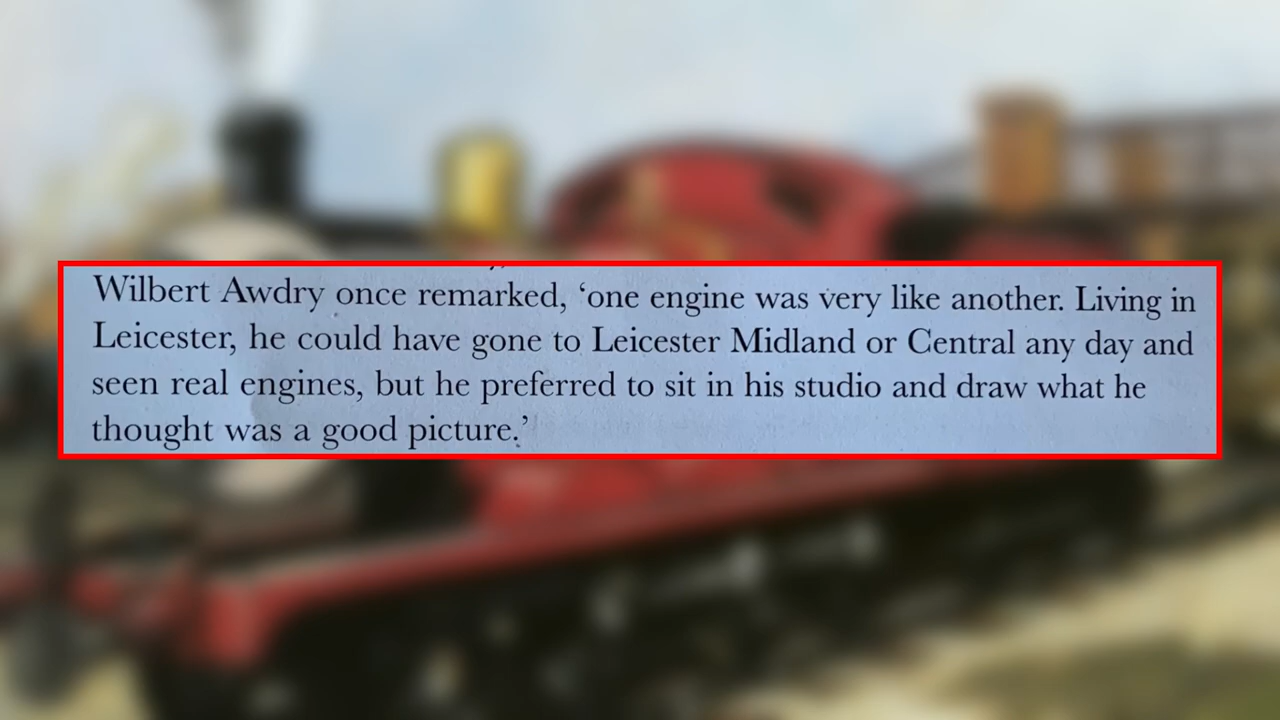 Wilbert Awdry once remarked, ‘one engine was very like another. Living in
Leicester, he could have gone to Leicester Midland or Central any day and
seen real engines, but he preferred to sit in his studio and draw what he
thought was a good picture.’